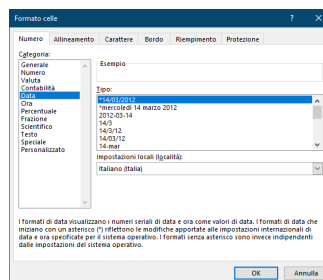 Formato celle
? ×
Numero Allineamento Carattere Bordo Riempimento Protezione
Categoria:
Generale
Numero
Valuta
Contabilità
Data
Ora
Percentuale
Frazione
Scientifico
Testo
Speciale
Personalizzato
Esempio
Tipo:
*14/03/2012
*mercoledì 14 marzo 2012
2012-03-14
14/3
14/3/12
14/03/12
14-mar
Impostazioni locali (località):
Italiano (Italia)
I formati di data visualizzano i numeri seriali di data e ora come valori di data. I formati di data che
iniziano con un asterisco (*) riflettono le modifiche apportate alle impostazioni internazionali di
data e ora specificate per il sistema operativo. I formati senza asterisco sono invece indipendenti
dalle impostazioni del sistema operativo.
OK Annulla